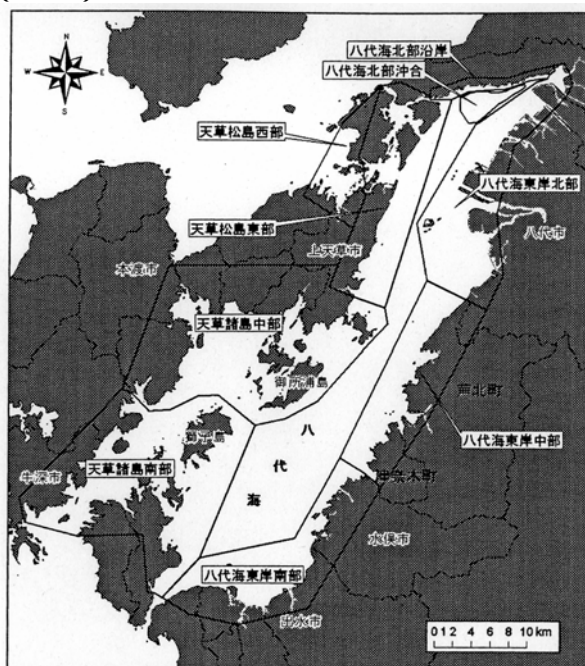 N
W
E
S
八代海北部沿岸
八代海北部沖合
天草松島西部
八代海東岸北部
天草松島東部
上天草市
八代市
本渡市
天草諸島中部
御所浦島
芦北町
獅子島
八代海東岸中部
八
代
海
天草諸島南部
牛深市
津奈木町
水俣市
八代海東岸南部
出水市
0 1 2 4 6 8 10 km